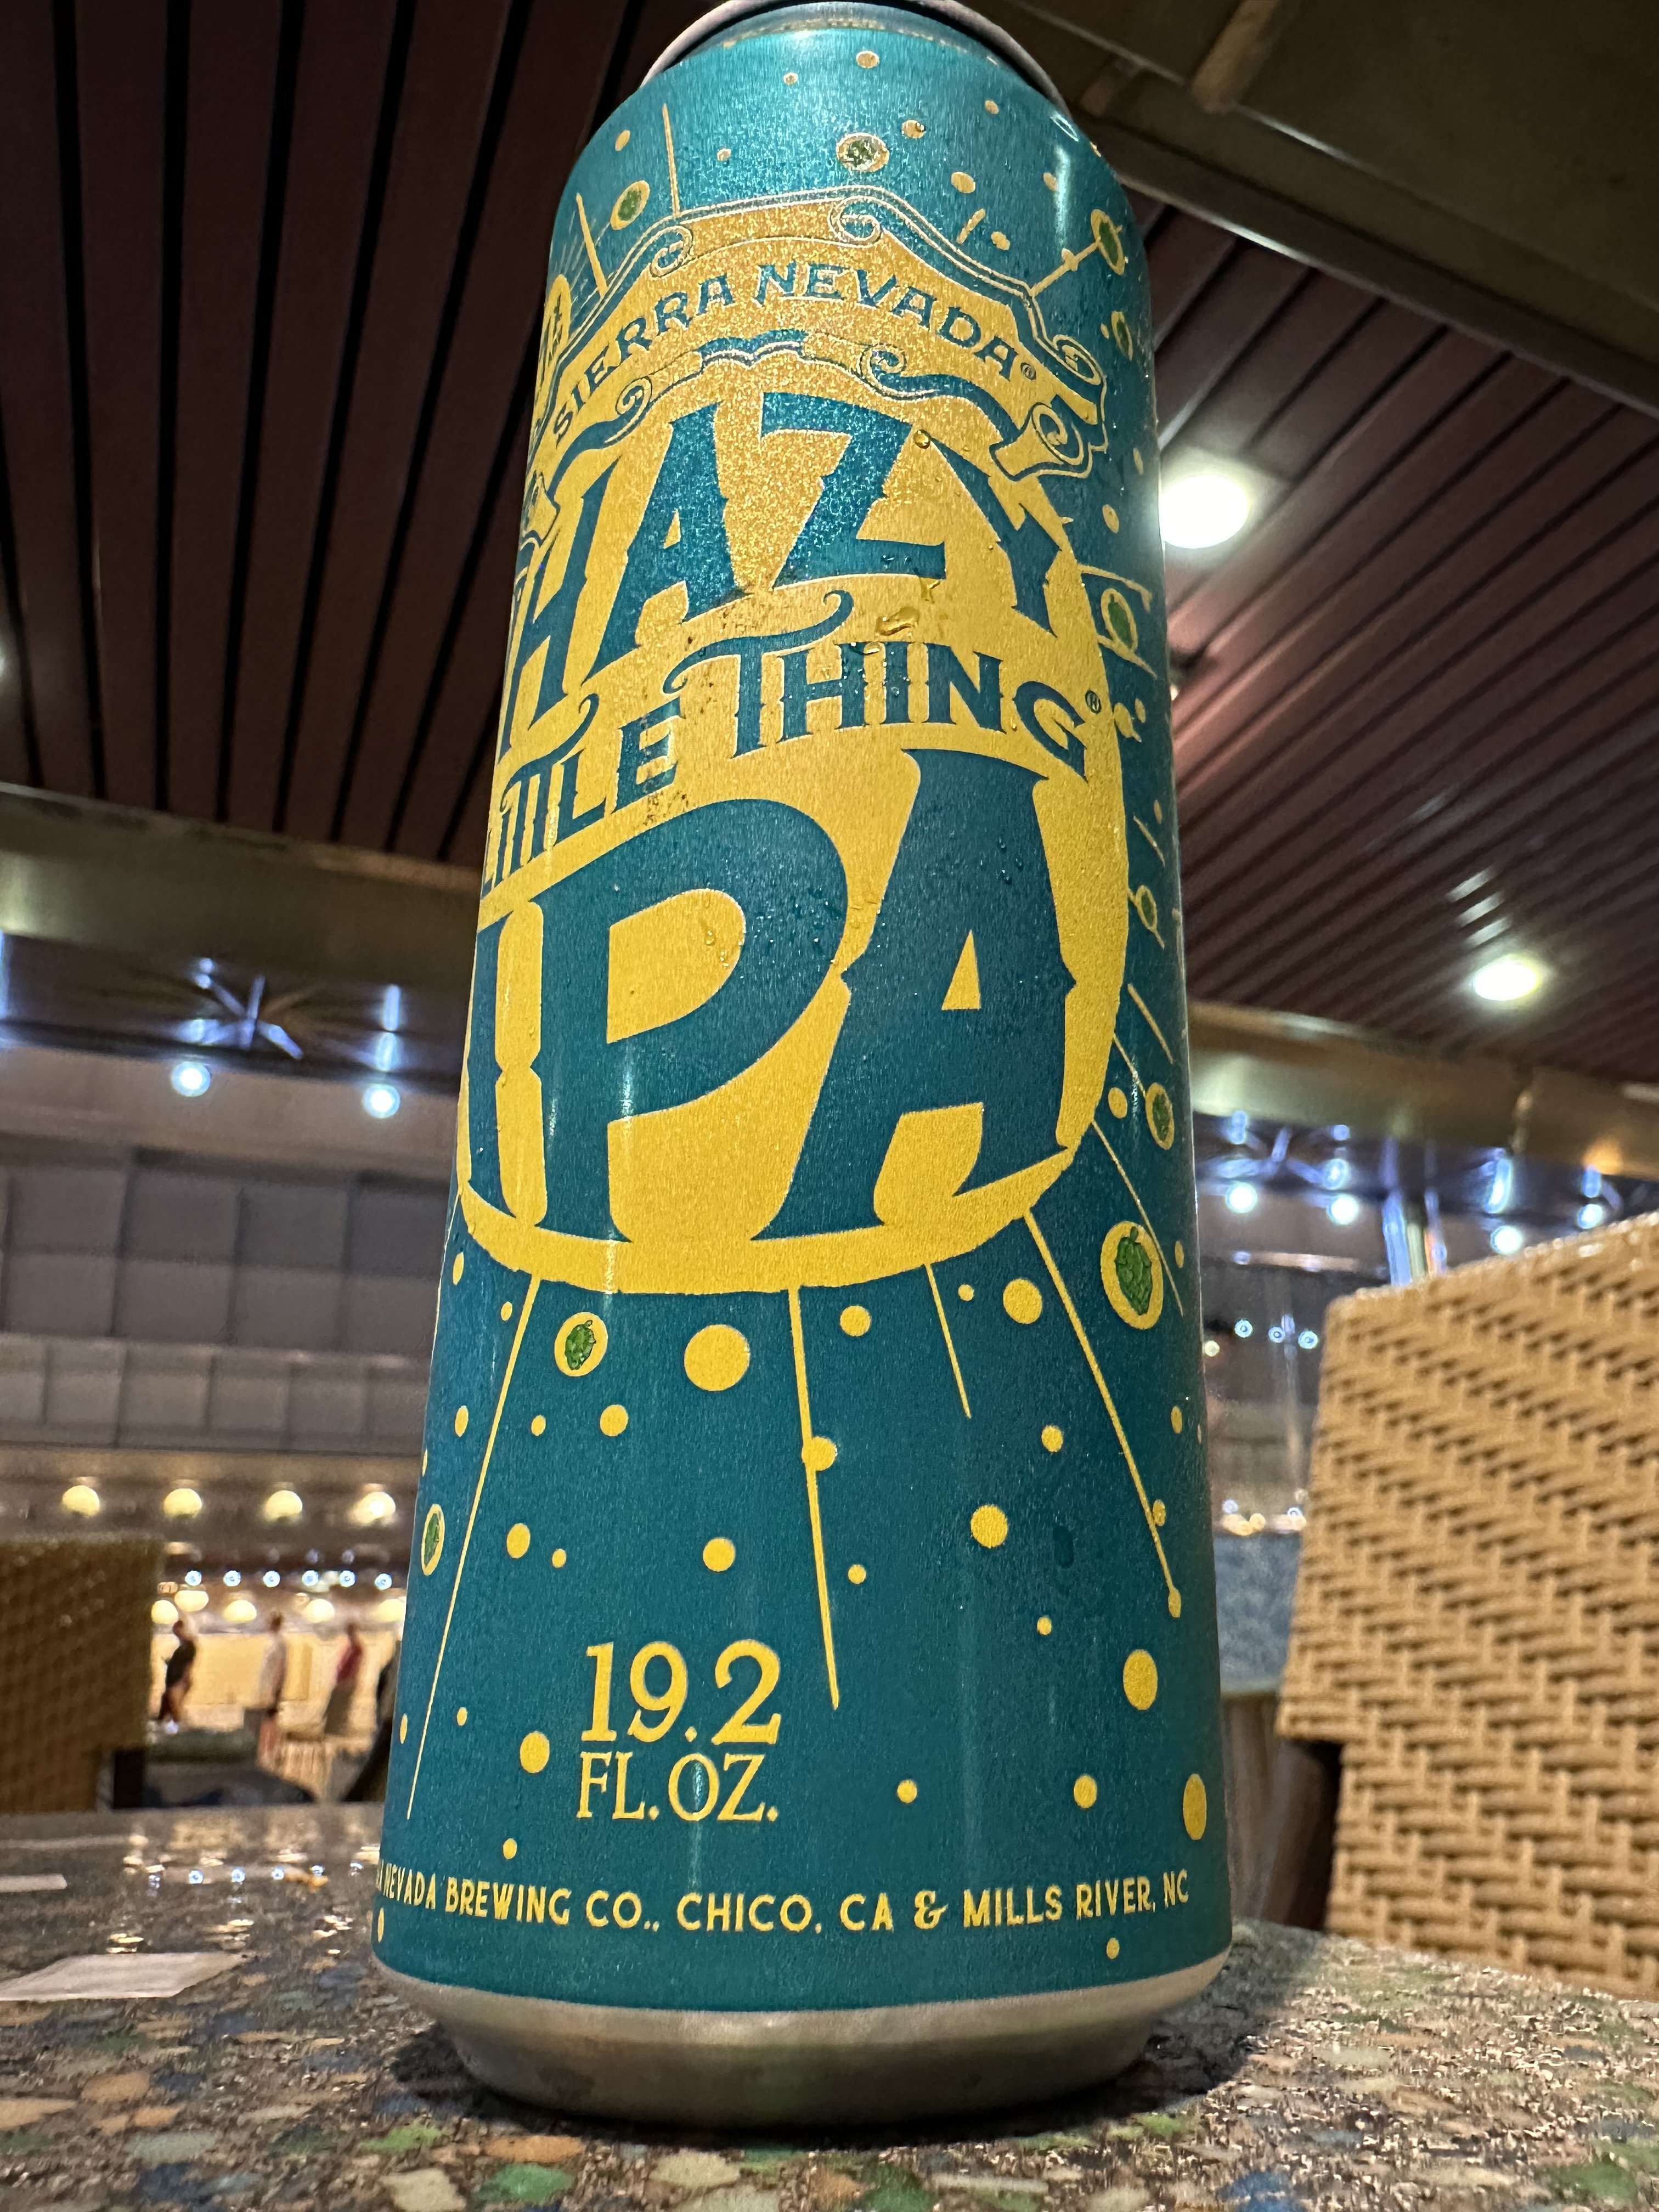 SIERRA NEVADA®
HAZY
LITTLE THING®
IPA
19.2
FL.OZ.
NEVADA BREWING CO., CHICO, CA & MILLS RIVER, NC